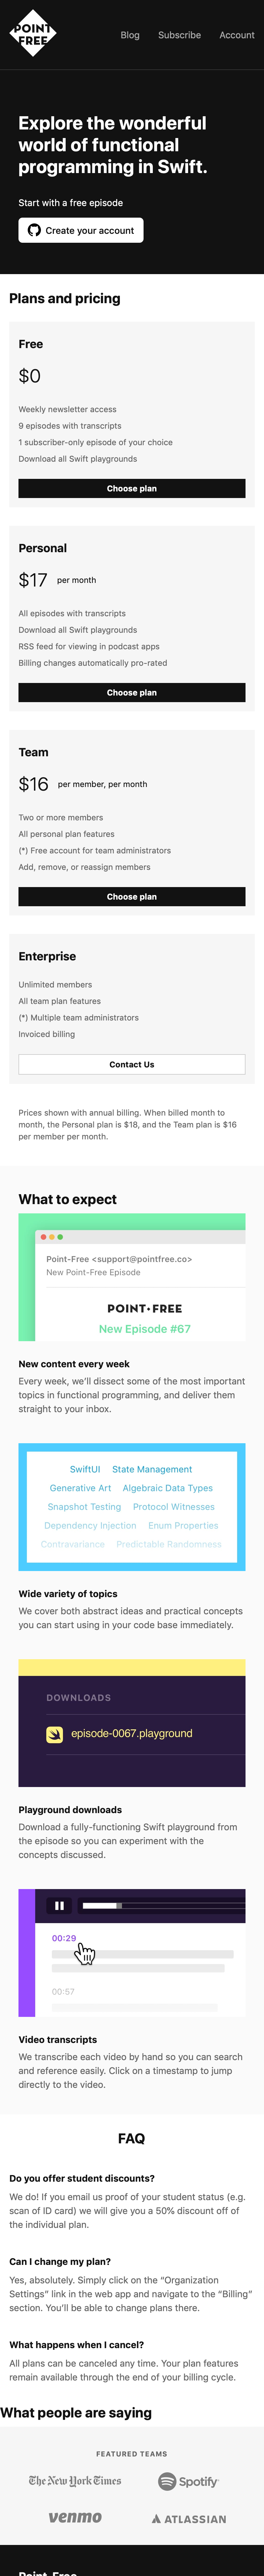 POINT
FREE
Blog Subscribe Account
Explore the wonderful
world of functional
programming in Swift.
Start with a free episode
Create your account
Plans and pricing
Free
$0
Weekly newsletter access
9 episodes with transcripts
1 subscriber-only episode of your choice
Download all Swift playgrounds
Choose plan
Personal
$17 per month
All episodes with transcripts
Download all Swift playgrounds
RSS feed for viewing in podcast apps
Billing changes automatically pro-rated
Choose plan
Team
$16 per member, per month
Two or more members
All personal plan features
(*) Free account for team administrators
Add, remove, or reassign members
Choose plan
Enterprise
Unlimited members
All team plan features
(*) Multiple team administrators
Invoiced billing
Contact Us
Prices shown with annual billing. When billed month to
month, the Personal plan is $18, and the Team plan is $16
per member per month.
What to expect
Point-Free <support@pointfree.co>
New Point-Free Episode
POINT·FREE
New Episode #67
New content every week
Every week, we’ll dissect some of the most important
topics in functional programming, and deliver them
straight to your inbox.
SwiftUI State Management
Generative Art Algebraic Data Types
Snapshot Testing Protocol Witnesses
Dependency Injection Enum Properties
Contravariance Predictable Randomness
Wide variety of topics
We cover both abstract ideas and practical concepts
you can start using in your code base immediately.
DOWNLOADS
episode-0067.playground
Playground downloads
Download a fully-functioning Swift playground from
the episode so you can experiment with the
concepts discussed.
00:29
00:57
Video transcripts
We transcribe each video by hand so you can search
and reference easily. Click on a timestamp to jump
directly to the video.
FAQ
Do you offer student discounts?
We do! If you email us proof of your student status (e.g.
scan of ID card) we will give you a 50% discount off of
the individual plan.
Can I change my plan?
Yes, absolutely. Simply click on the “Organization
Settings” link in the web app and navigate to the “Billing”
section. You’ll be able to change plans there.
What happens when I cancel?
All plans can be canceled any time. Your plan features
remain available through the end of your billing cycle.
What people are saying
FEATURED TEAMS
The New York Times Spotify
venmo ATLASSIAN
Point-Free